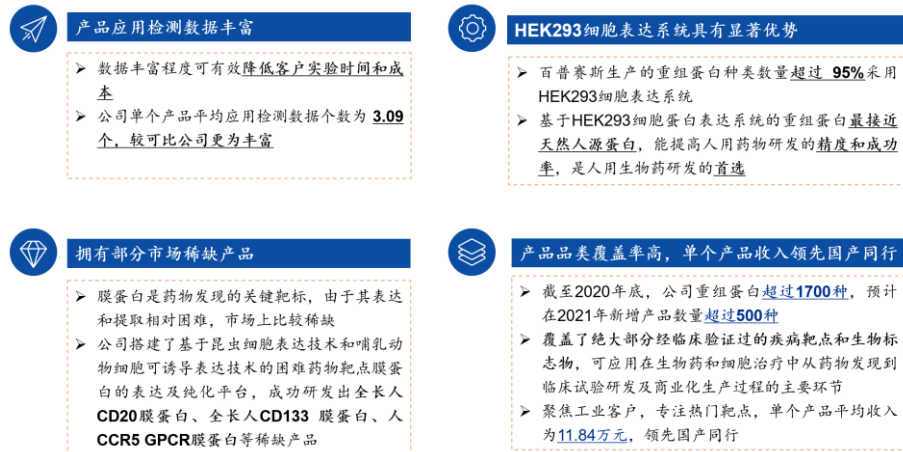 产品应用检测数据丰富
➢ 数据丰富程度可有效降低客户实验时间和成
本
➢ 公司单个产品平均应用检测数据个数为 3.09
个，较可比公司更为丰富
HEK293细胞表达系统具有显著优势
➢ 百普赛斯生产的重组蛋白种类数量超过 95%采用
HEK293细胞表达系统
➢ 基于HEK293细胞蛋白表达系统的重组蛋白最接近
天然人源蛋白，能提高人用药物研发的精度和成功
率，是人用生物药研发的首选
拥有部分市场稀缺产品
➢ 膜蛋白是药物发现的关键靶标，由于其表达
和提取相对困难，市场上比较稀缺
➢ 公司搭建了基于昆虫细胞表达技术和哺乳动
物细胞可诱导表达技术的困难药物靶点膜蛋
白的表达及纯化平台，成功研发出全长人
CD20膜蛋白、全长人CD133 膜蛋白、人
CCR5 GPCR膜蛋白等稀缺产品
产品品类覆盖率高，单个产品收入领先国产同行
➢ 截至2020年底，公司重组蛋白超过1700种，预计
在2021年新增产品数量超过500种
➢ 覆盖了绝大部分经临床验证过的疾病靶点和生物标
志物，可应用在生物药和细胞治疗中从药物发现到
临床试验研发及商业化生产过程的主要环节
➢ 聚焦工业客户，专注热门靶点，单个产品平均收入
为11.84万元，领先国产同行